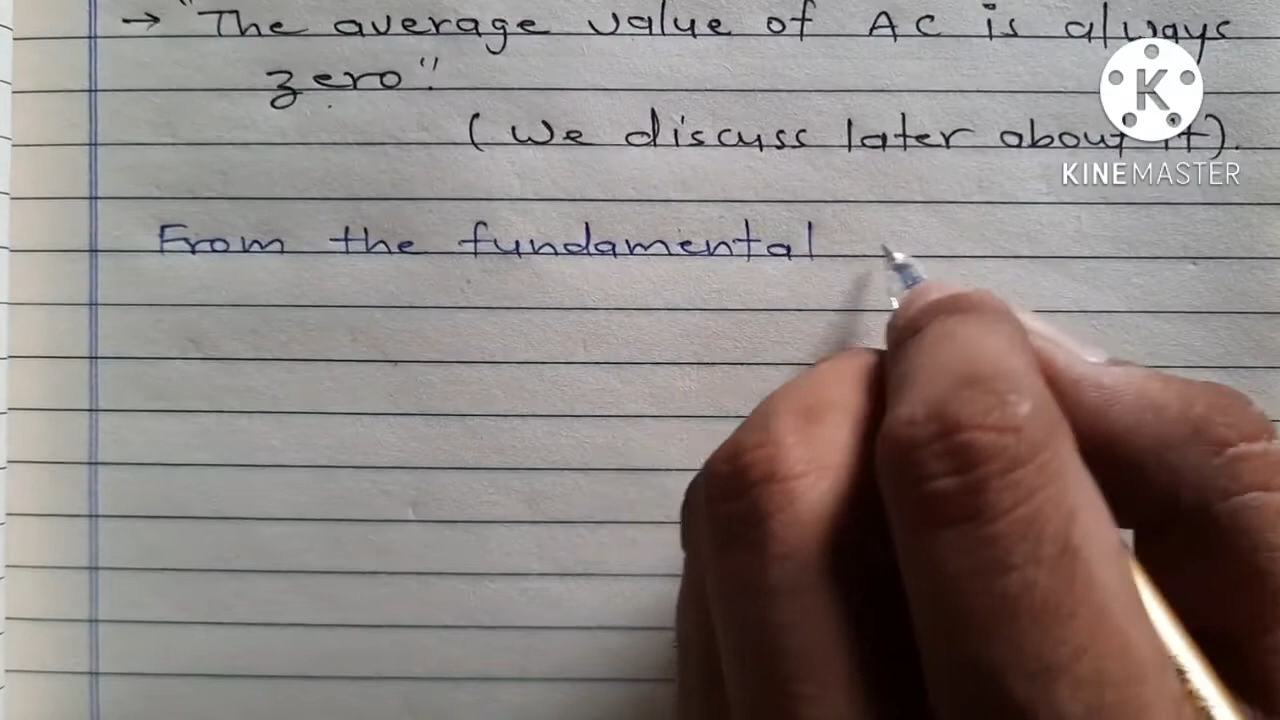 → "The average value of AC is always
zero".
(We discuss later about it).
From the fundamental
K
KINEMASTER